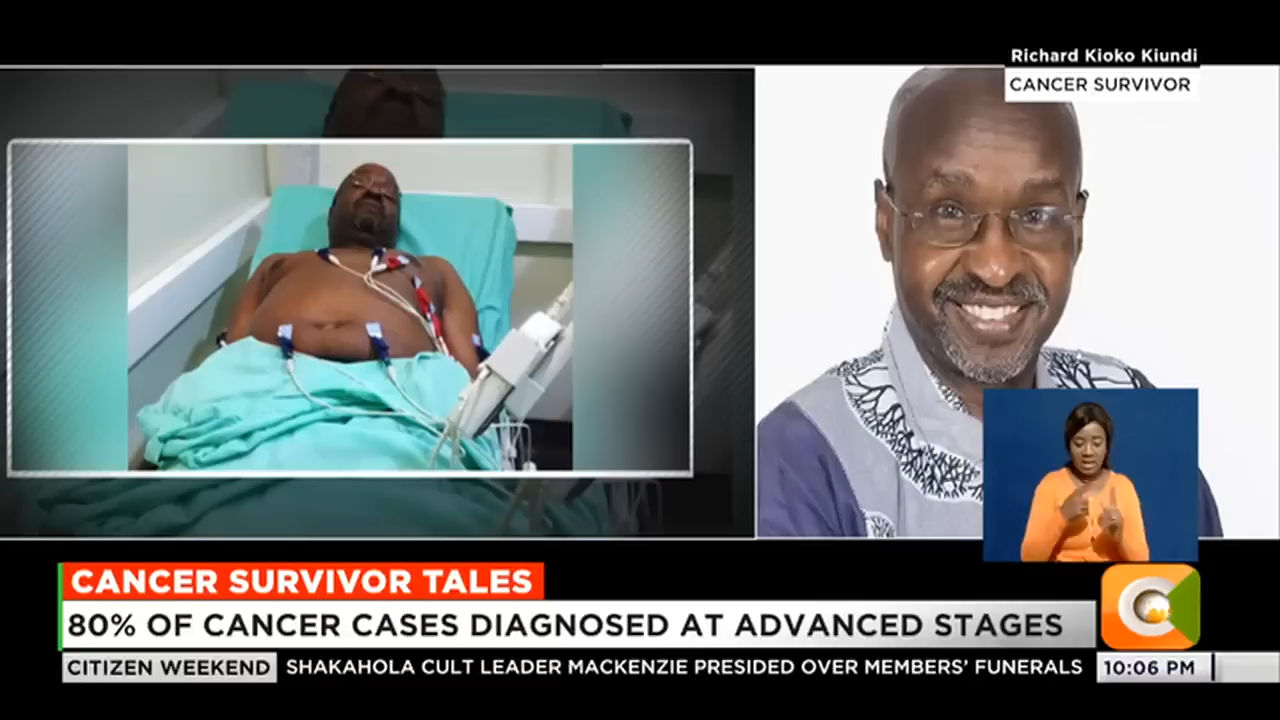 Richard Kioko Kiundi
CANCER SURVIVOR
CANCER SURVIVOR TALES
80% OF CANCER CASES DIAGNOSED AT ADVANCED STAGES
CITIZEN WEEKEND SHAKAHOLA CULT LEADER MACKENZIE PRESIDED OVER MEMBERS' FUNERALS 10:06 PM